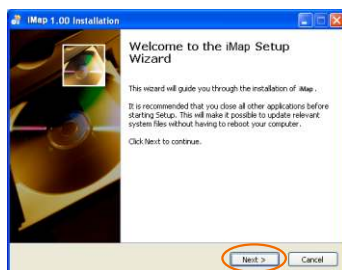 iMap 1.00 Installation
Welcome to the iMap Setup
Wizard
This wizard will guide you through the installation of iMap .
It is recommended that you close all other applications before
starting Setup. This will make it possible to update relevant
system files without having to reboot your computer.
Click Next to continue.
Next >
Cancel